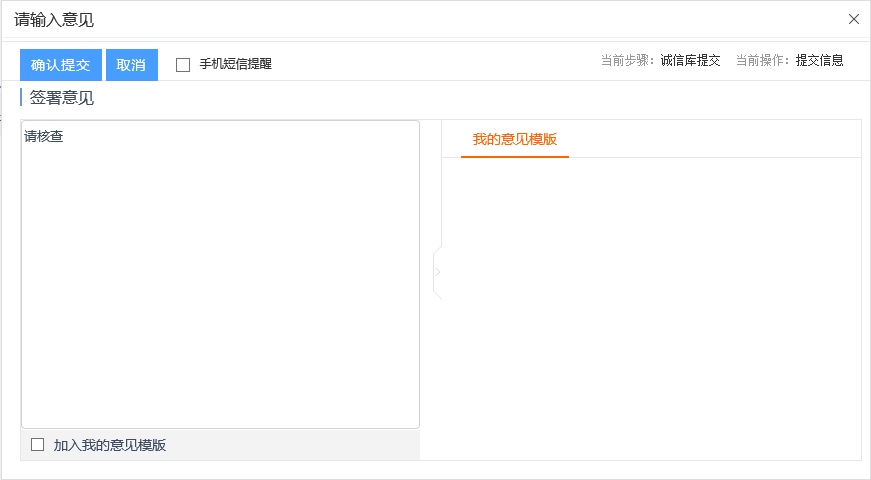 请输入意见
确认提交 取消 手机短信提醒 当前步骤：诚信库提交 当前操作：提交信息
签署意见
请核查 我的意见模版
加入我的意见模版